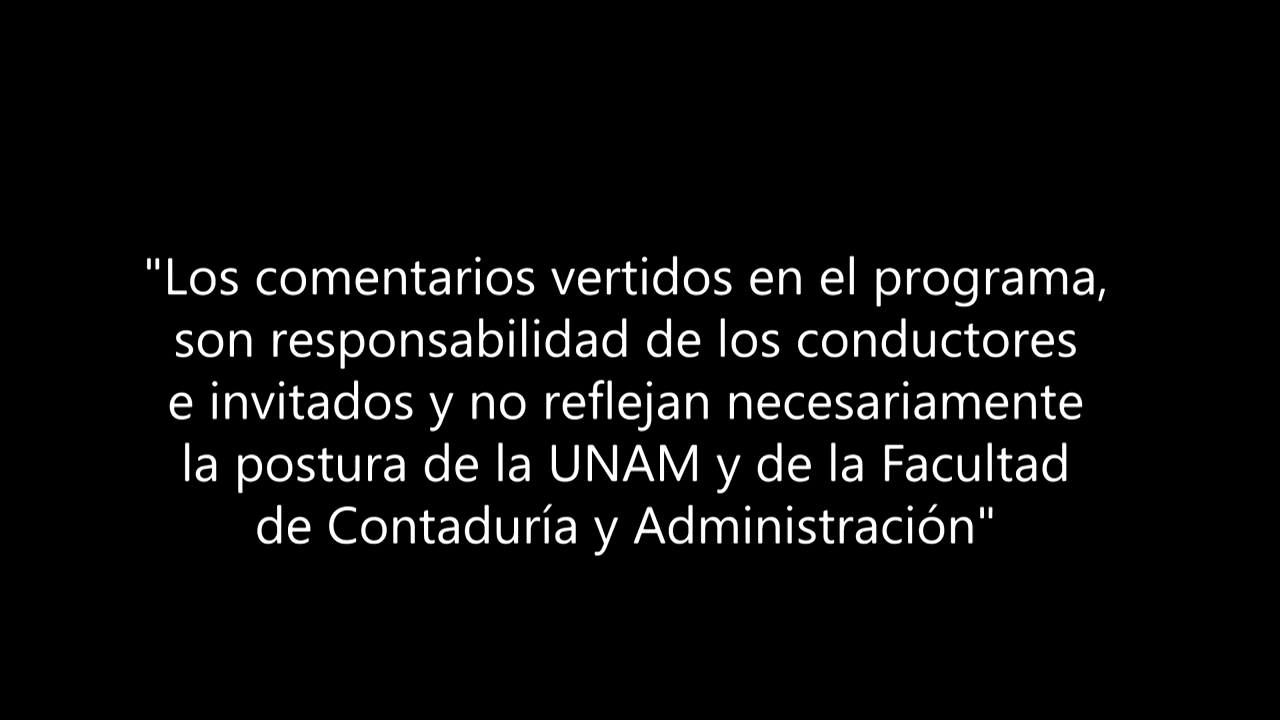 "Los comentarios vertidos en el programa,
son responsabilidad de los conductores
e invitados y no reflejan necesariamente
la postura de la UNAM y de la Facultad
de Contaduría y Administración"